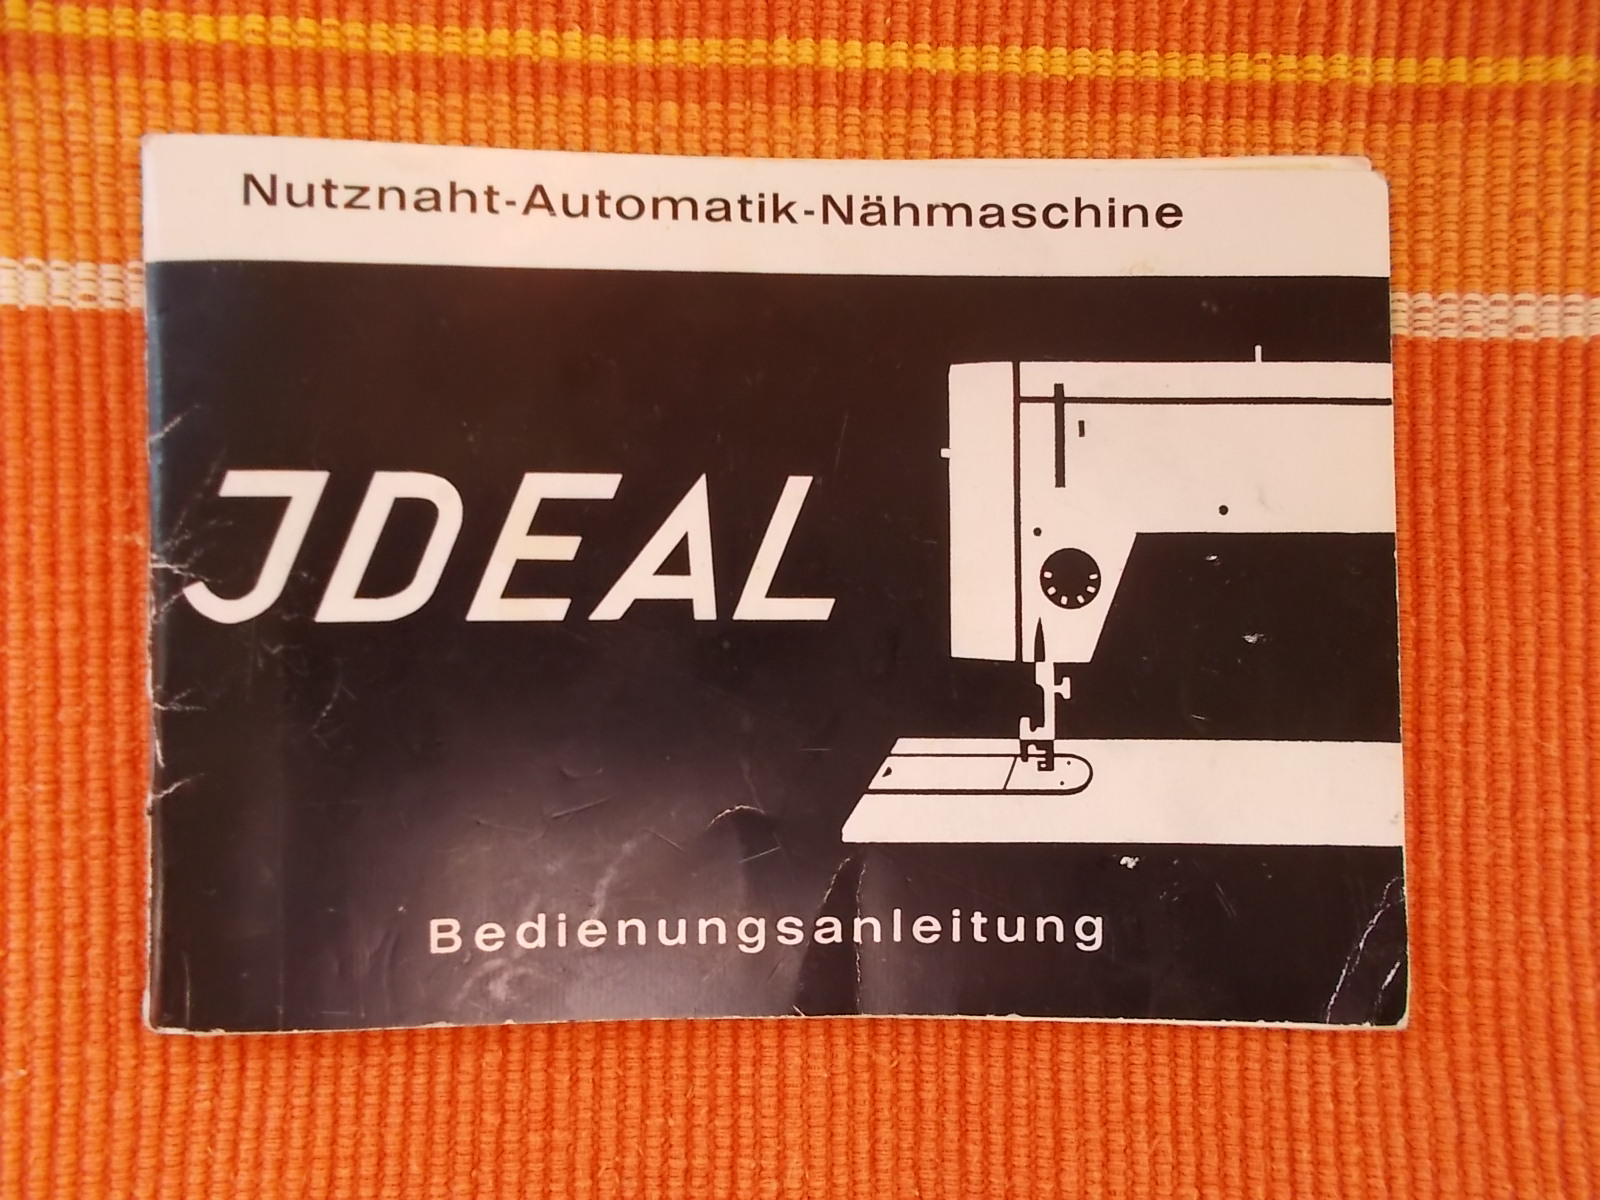 Nutznaht-Automatik-Nähmaschine
JDEAL
Bedienungsanleitung